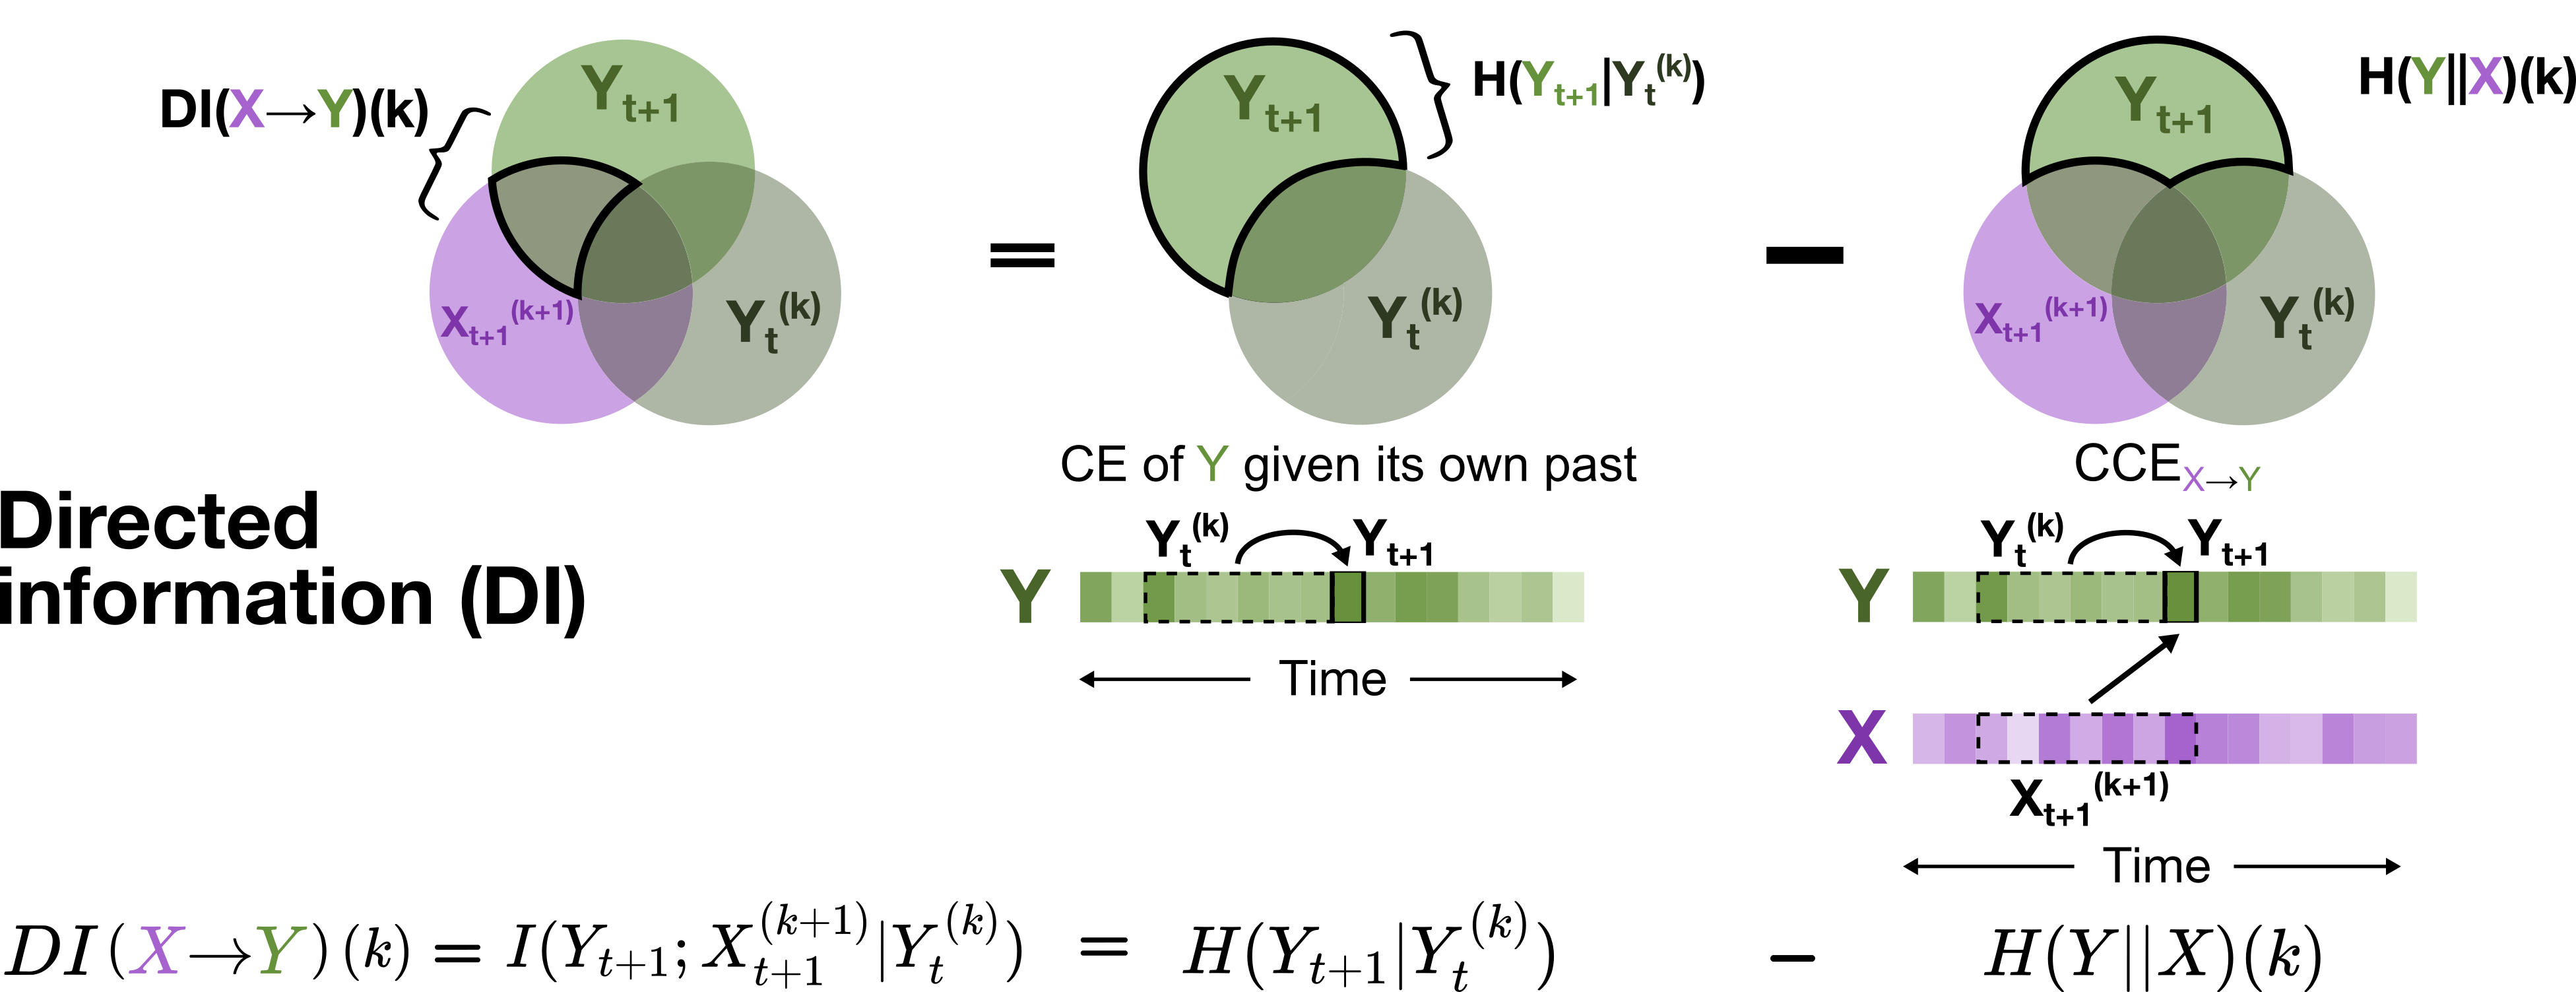 DI(X→Y)(k)
Y_{t+1}
X_{t+1}^{(k+1)}
Y_t^{(k)}
=
Y_{t+1}
H(Y_{t+1}|Y_t^{(k)})
Y_t^{(k)}
−
Y_{t+1}
H(Y||X)(k)
X_{t+1}^{(k+1)}
Y_t^{(k)}
Directed
information (DI)
CE of Y given its own past
Y_t^{(k)} Y_{t+1}
Y
Time
CCE_{X→Y}
Y_t^{(k)} Y_{t+1}
Y
X
X_{t+1}^{(k+1)}
Time
DI(X→Y)(k) = I(Y_{t+1}; X_{t+1}^{(k+1)}|Y_t^{(k)}) = H(Y_{t+1}|Y_t^{(k)}) − H(Y||X)(k)